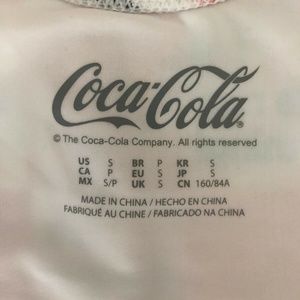 Coca-Cola
© The Coca-Cola Company. All rights reserved
US S BR P KR S
CA P EU S JP S
MX S/P UK S CN 160/84A
MADE IN CHINA / HECHO EN CHINA
FABRIQUÉ AU CHINE / FABRICADO NA CHINA